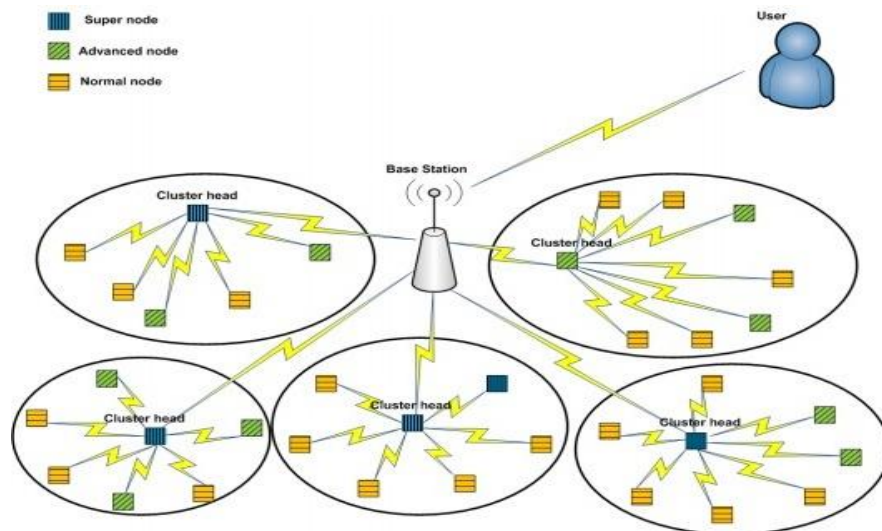 Super node
User
Advanced node
Normal node
Base Station
Cluster head
Cluster head
Cluster head
Cluster head
Cluster head